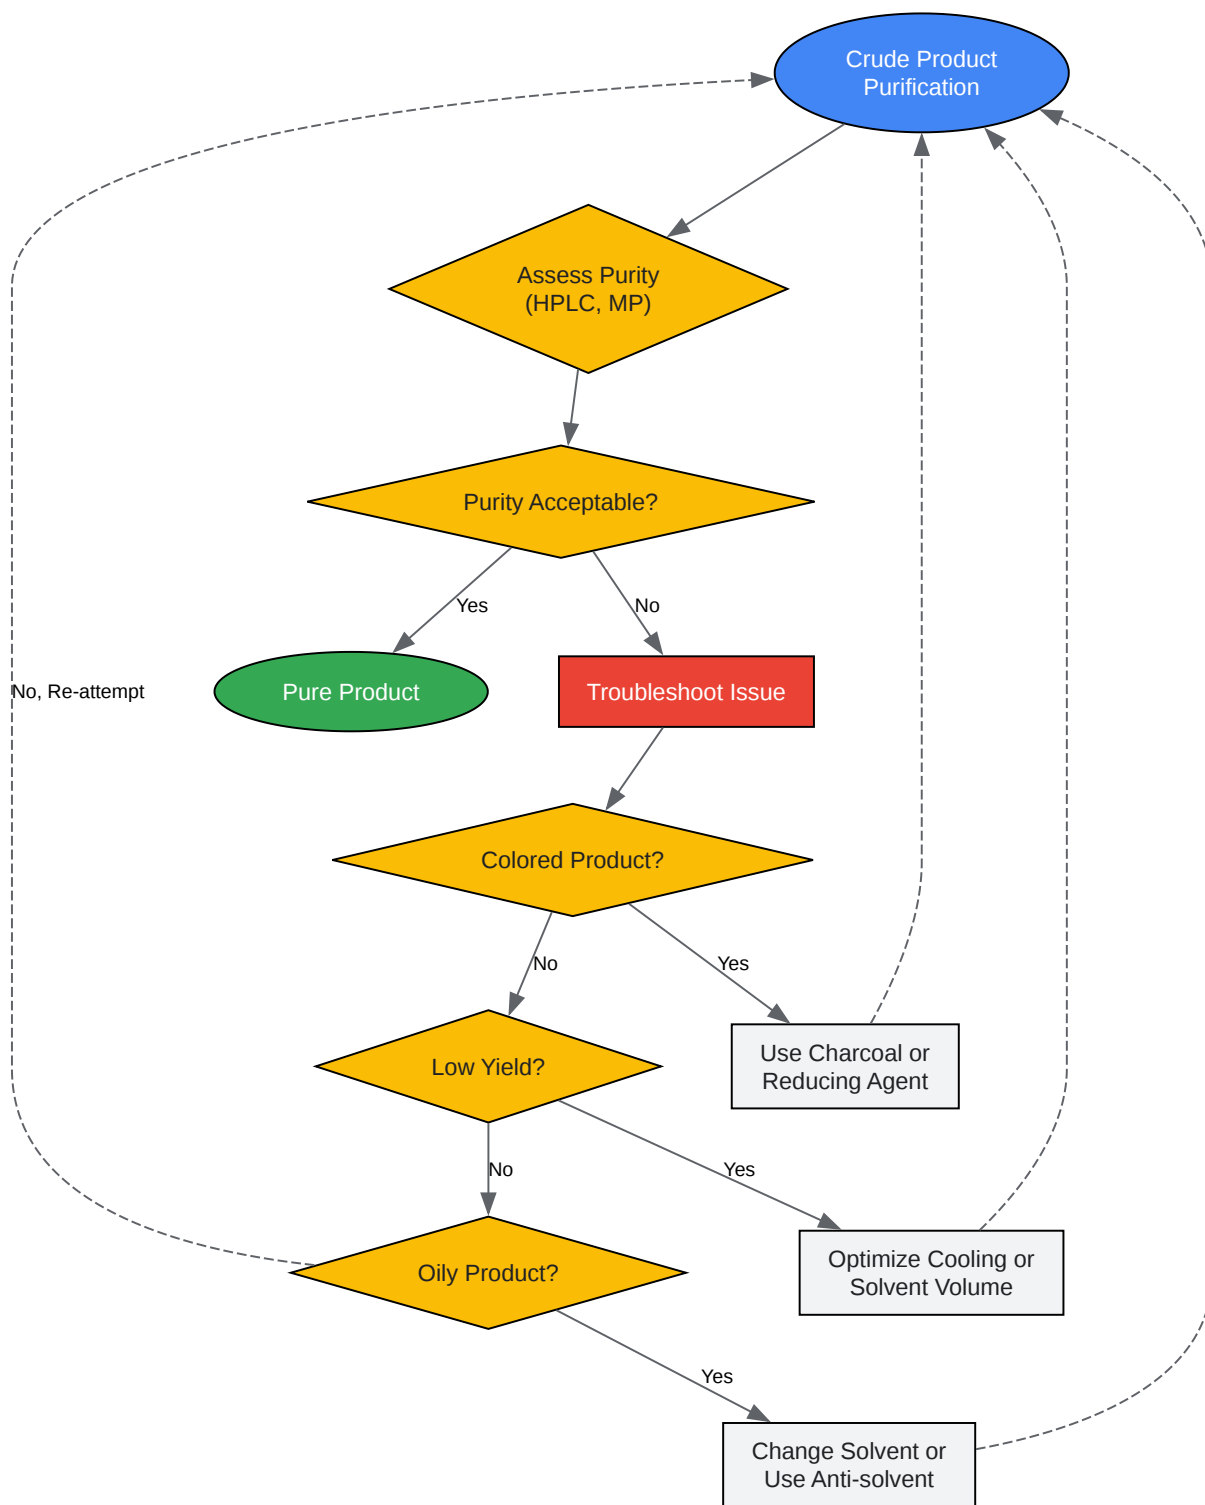 Crude Product
Purification
Assess Purity
(HPLC, MP)
Purity Acceptable?
Yes
No
No, Re-attempt
Pure Product
Troubleshoot Issue
Colored Product?
No
Yes
Use Charcoal or
Reducing Agent
Low Yield?
No
Yes
Optimize Cooling or
Solvent Volume
Oily Product?
Yes
Change Solvent or
Use Anti-solvent